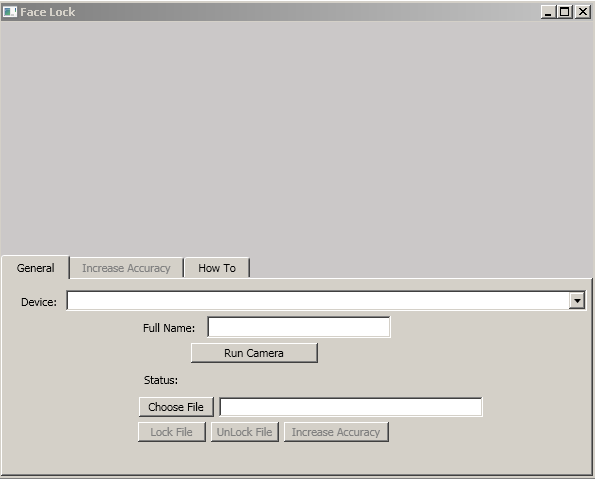 Face Lock
General Increase Accuracy How To
Device:
Full Name:
Run Camera
Status:
Choose File
Lock File UnLock File Increase Accuracy